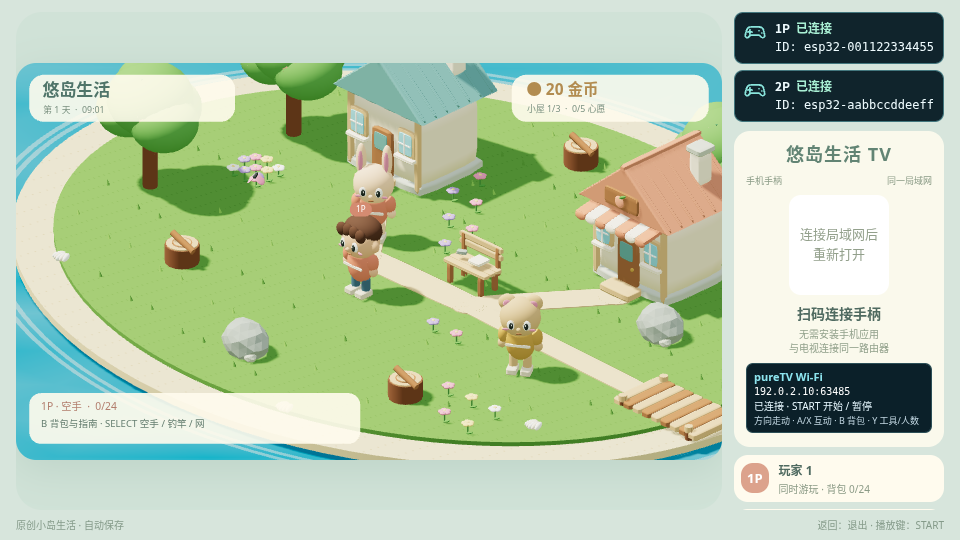 悠岛生活
第 1 天 · 09:01
20 金币
小屋 1/3 · 0/5 心愿
1P
1P · 空手 · 0/24
B 背包与指南 · SELECT 空手 / 钓竿 / 网
1P 已连接
ID: esp32-001122334455
2P 已连接
ID: esp32-aabbccddeeff
悠岛生活 TV
手机手柄
同一局域网
连接局域网后
重新打开
扫码连接手柄
无需安装手机应用
与电视连接同一路由器
pureTV Wi-Fi
192.0.2.10:63485
已连接 · START 开始 / 暂停
方向走动 · A/X 互动 · B 背包 · Y 工具/人数
1P
玩家 1
同时游玩 · 背包 0/24
原创小岛生活 · 自动保存
返回：退出 · 播放键：START